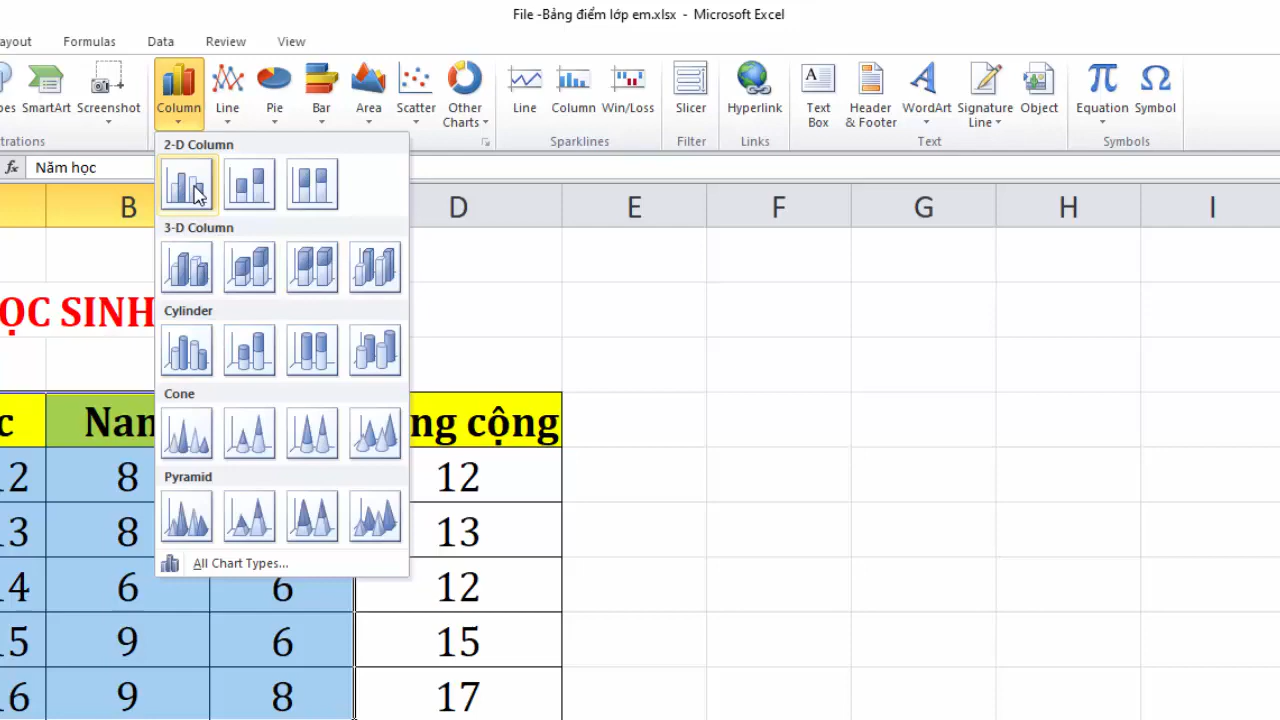 File -Bảng điểm lớp em.xlsx - Microsoft Excel
ayout Formulas Data Review View
pes SmartArt Screenshot Column Line Pie Bar Area Scatter Other Charts Line Column Win/Loss Slicer Hyperlink Text Box Header & Footer WordArt Signature Line Object Equation Symbol
trations Sparklines Filter Links Text Symbols
2-D Column
fx Năm học
B D E F G H I
3-D Column
ỌC SINH
Cylinder
Cone
c Nam ng cộng
12 8 12
Pyramid
13 8 13
All Chart Types...
14 6 6 12
15 9 6 15
16 9 8 17